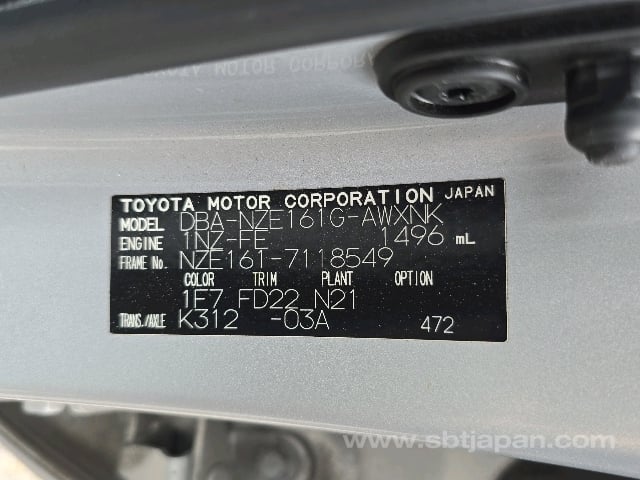 TOYOTA MOTOR CORPORATION JAPAN
MODEL DBA-NZE161G-AWXNK
ENGINE 1NZ-FE 1496 mL
FRAME No. NZE161-7118549
COLOR TRIM PLANT OPTION
1F7 FD22 N21
TRANS./AXLE K312 -03A 472
www.sbtjapan.com